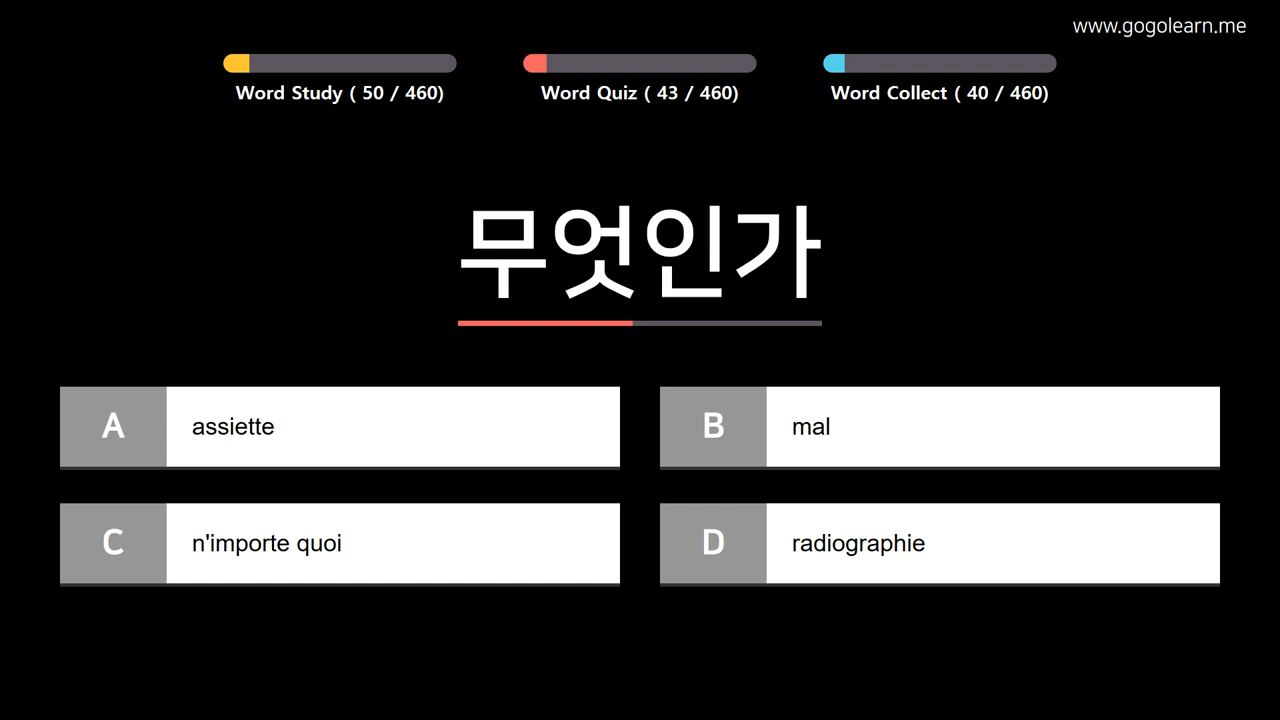 www.gogolearn.me
Word Study ( 50 / 460)
Word Quiz ( 43 / 460)
Word Collect ( 40 / 460)
무엇인가
A assiette
B mal
C n'importe quoi
D radiographie